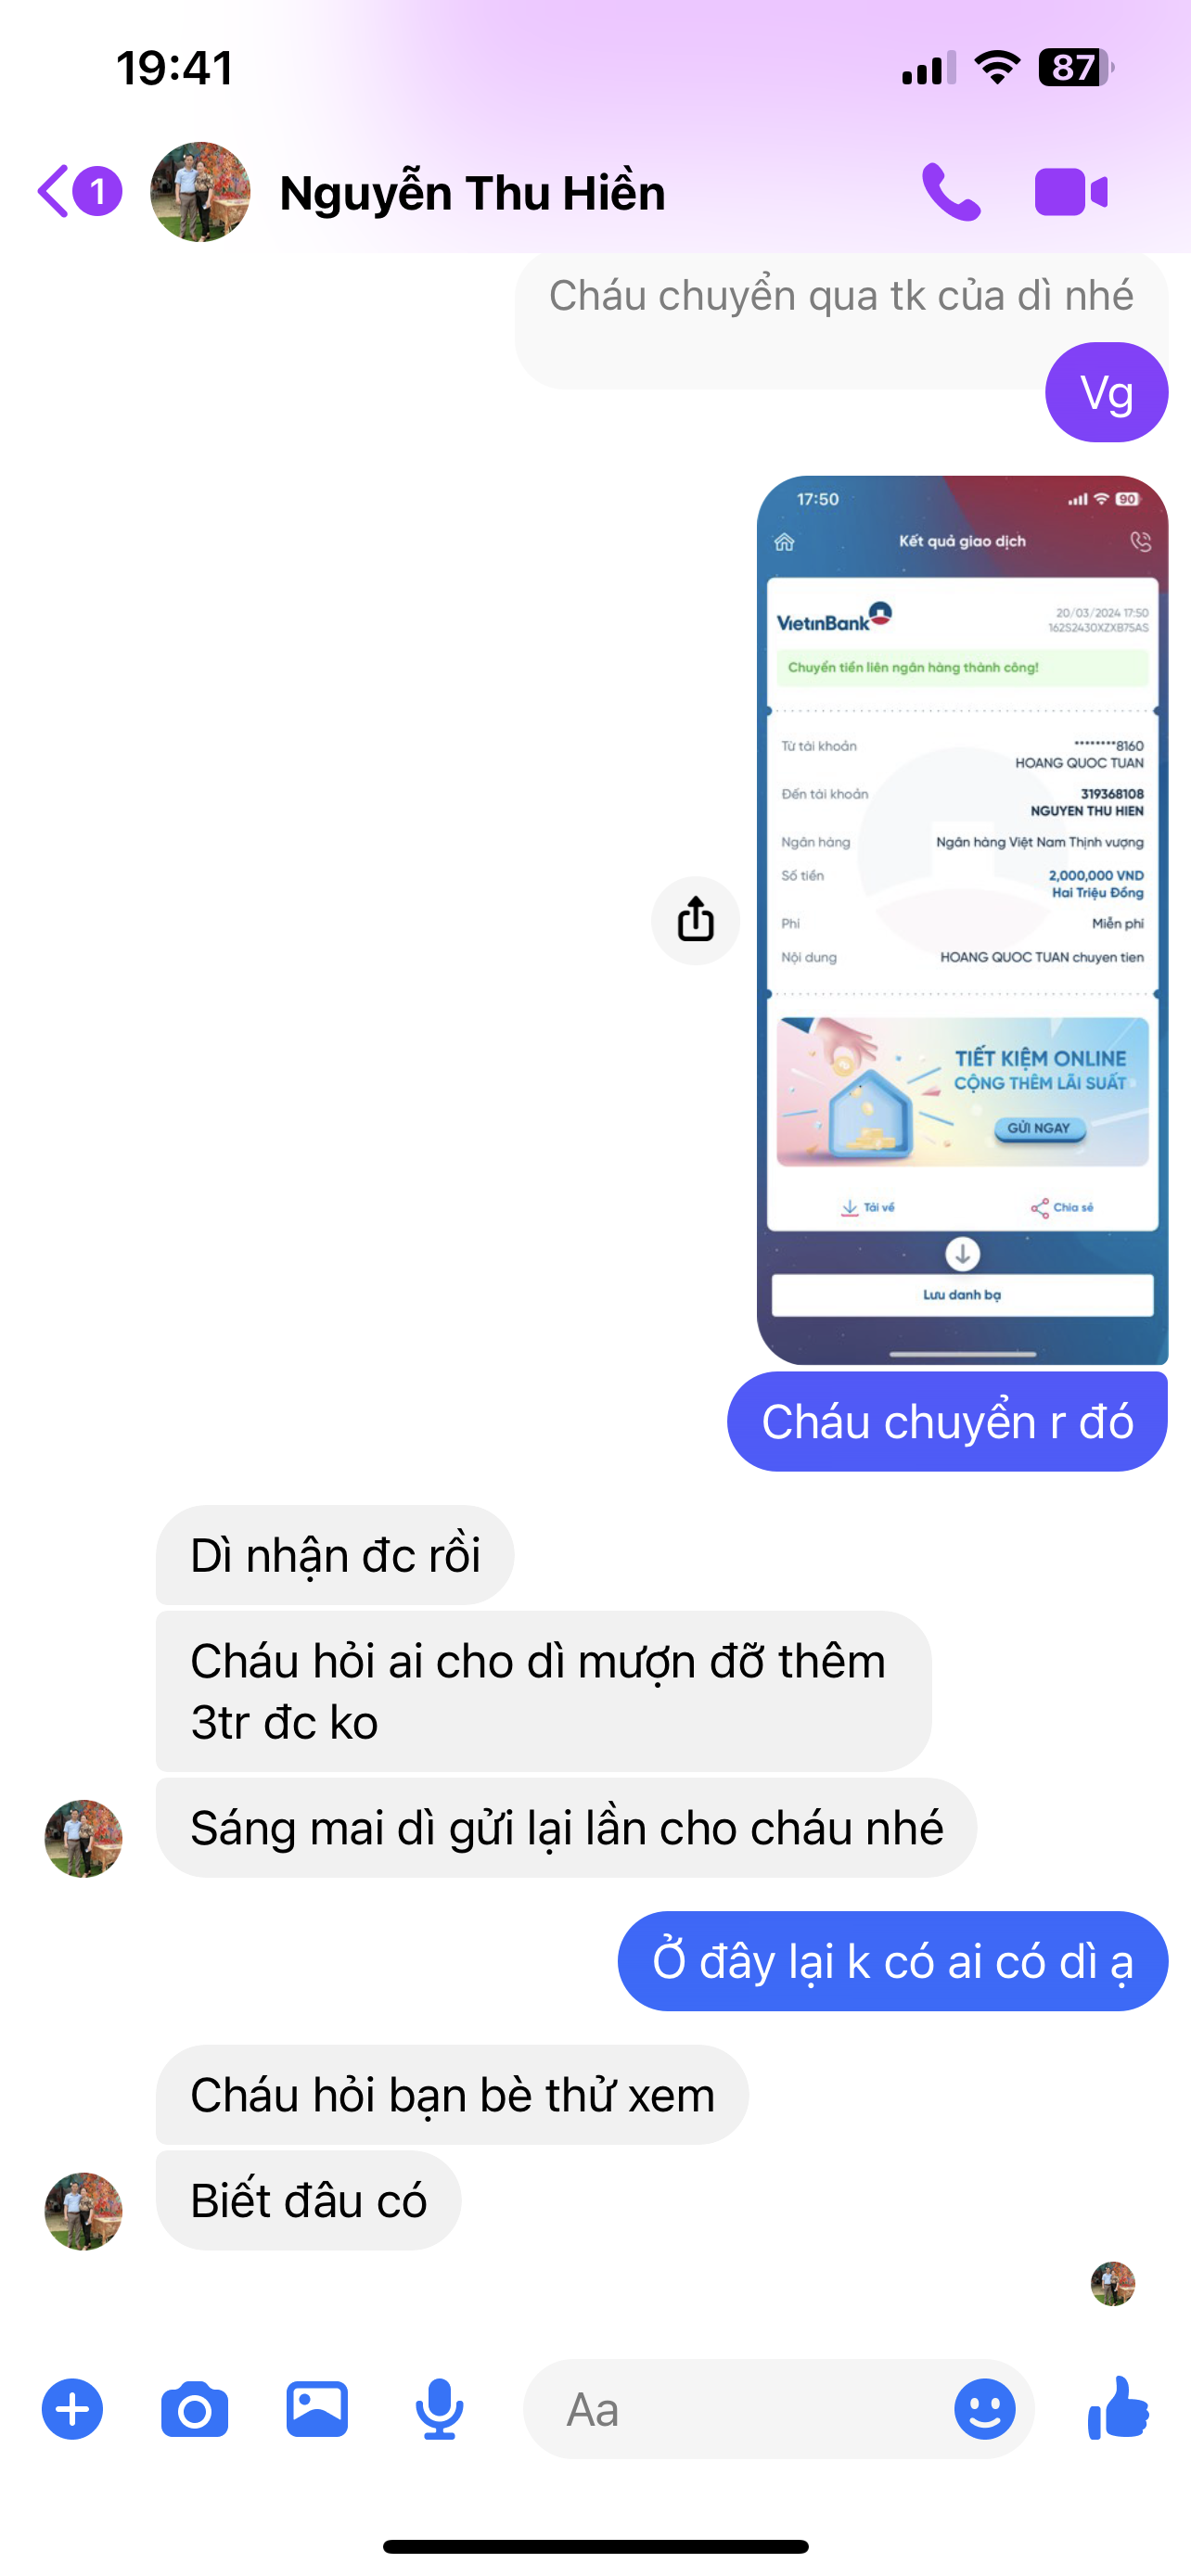 19:41
87
1
Nguyễn Thu Hiền
Cháu chuyển qua tk của dì nhé
Vg
17:50
90
Kết quả giao dịch
VietinBank
20/03/2024 17:50
162S2430XZXB7SAS
Chuyển tiền liên ngân hàng thành công!
Từ tài khoản
********8160
HOANG QUOC TUAN
Đến tài khoản
319368108
NGUYEN THU HIEN
Ngân hàng
Ngân hàng Việt Nam Thịnh vượng
Số tiền
2,000,000 VND
Hai Triệu Đồng
Phí
Miễn phí
Nội dung
HOANG QUOC TUAN chuyen tien
TIẾT KIỆM ONLINE
CỘNG THÊM LÃI SUẤT
GỬI NGAY
Tải về
Chia sẻ
Lưu danh bạ
Cháu chuyển r đó
Dì nhận đc rồi
Cháu hỏi ai cho dì mượn đỡ thêm
3tr đc ko
Sáng mai dì gửi lại lần cho cháu nhé
Ở đây lại k có ai có dì ạ
Cháu hỏi bạn bè thử xem
Biết đâu có
Aa